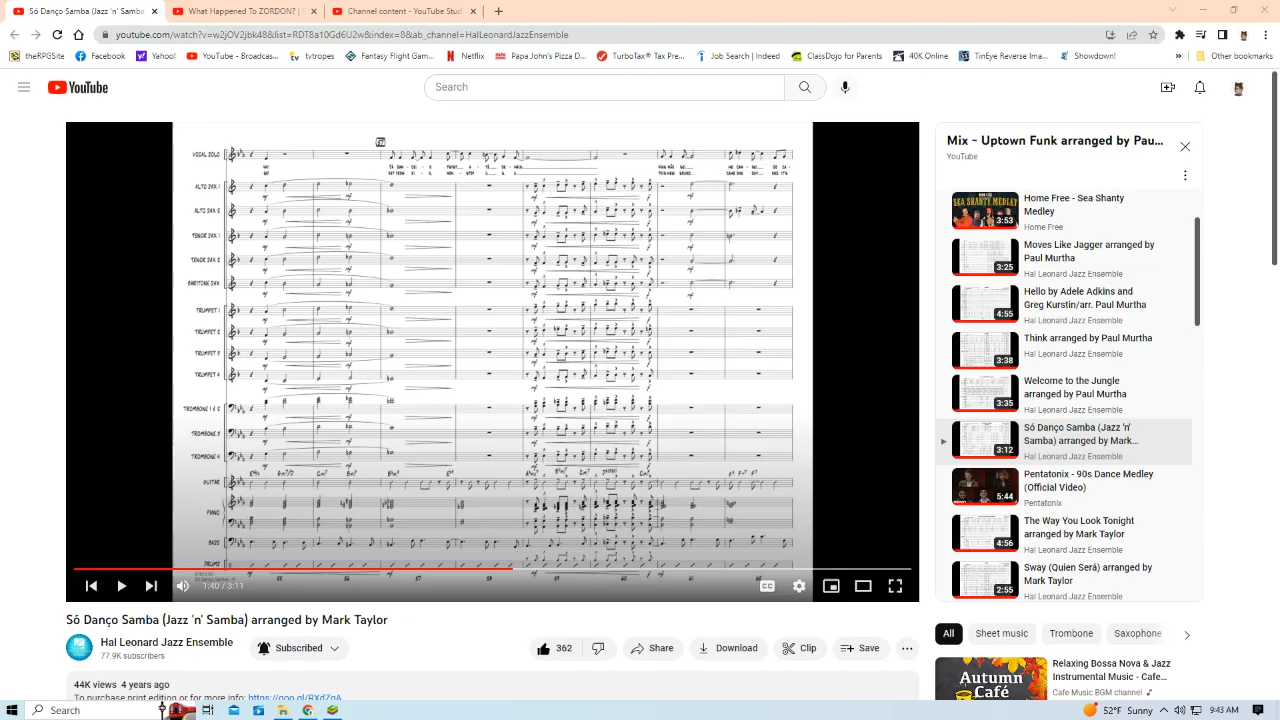 Só Danço Samba (Jazz 'n' Samba
What Happened To ZORDON? |
Channel content - YouTube Stud
youtube.com/watch?v=w2jOV2jbk48&list=RDT8a10Gd6U2w&index=8&ab_channel=HalLeonardJazzEnsemble
theRPGSite
Facebook
Yahoo!
YouTube - Broadcas...
tvtropes
Fantasy Flight Gam...
Netflix
Papa John's Pizza D...
TurboTax® Tax Pre...
Job Search | Indeed
ClassDojo for Parents
40K Online
TinEye Reverse Ima...
Showdown!
»
Other bookmarks
YouTube
Search
VOCAL SOLO
ALTO SAX 1
ALTO SAX 2
TENOR SAX 1
TENOR SAX 2
BARITONE SAX
TRUMPET 1
TRUMPET 2
TRUMPET 3
TRUMPET 4
TROMBONE 1 & 2
TROMBONE 3
TROMBONE 4
GUITAR
PIANO
BASS
DRUMS
1:40 / 3:11
Mix - Uptown Funk arranged by Pau...
YouTube
Home Free - Sea Shanty
Medley
Home Free
SEA SHANTY MEDLEY
3:53
Moves Like Jagger arranged by
Paul Murtha
Hal Leonard Jazz Ensemble
3:25
Hello by Adele Adkins and
Greg Kurstin/arr. Paul Murtha
Hal Leonard Jazz Ensemble
4:55
Think arranged by Paul Murtha
Hal Leonard Jazz Ensemble
3:38
Welcome to the Jungle
arranged by Paul Murtha
Hal Leonard Jazz Ensemble
3:35
Só Danço Samba (Jazz 'n'
Samba) arranged by Mark...
Hal Leonard Jazz Ensemble
3:12
Pentatonix - 90s Dance Medley
(Official Video)
Pentatonix
5:44
The Way You Look Tonight
arranged by Mark Taylor
Hal Leonard Jazz Ensemble
4:56
Sway (Quien Será) arranged by
Mark Taylor
Hal Leonard Jazz Ensemble
2:55
Só Danço Samba (Jazz 'n' Samba) arranged by Mark Taylor
Hal Leonard Jazz Ensemble
77.9K subscribers
Subscribed
362
Share
Download
Clip
Save
44K views 4 years ago
To purchase print edition or for more info: https://goo.gl/RXdZqA
All
Sheet music
Trombone
Saxophone
Autumn
Café
Relaxing Bossa Nova & Jazz
Instrumental Music - Cafe...
Cafe Music BGM channel
Search
52°F Sunny
9:43 AM